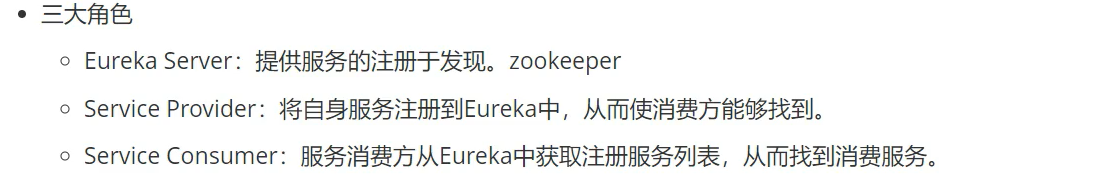 三大角色
Eureka Server：提供服务的注册于发现。zookeeper
Service Provider：将自身服务注册到Eureka中，从而使消费方能够找到。
Service Consumer：服务消费方从Eureka中获取注册服务列表，从而找到消费服务。